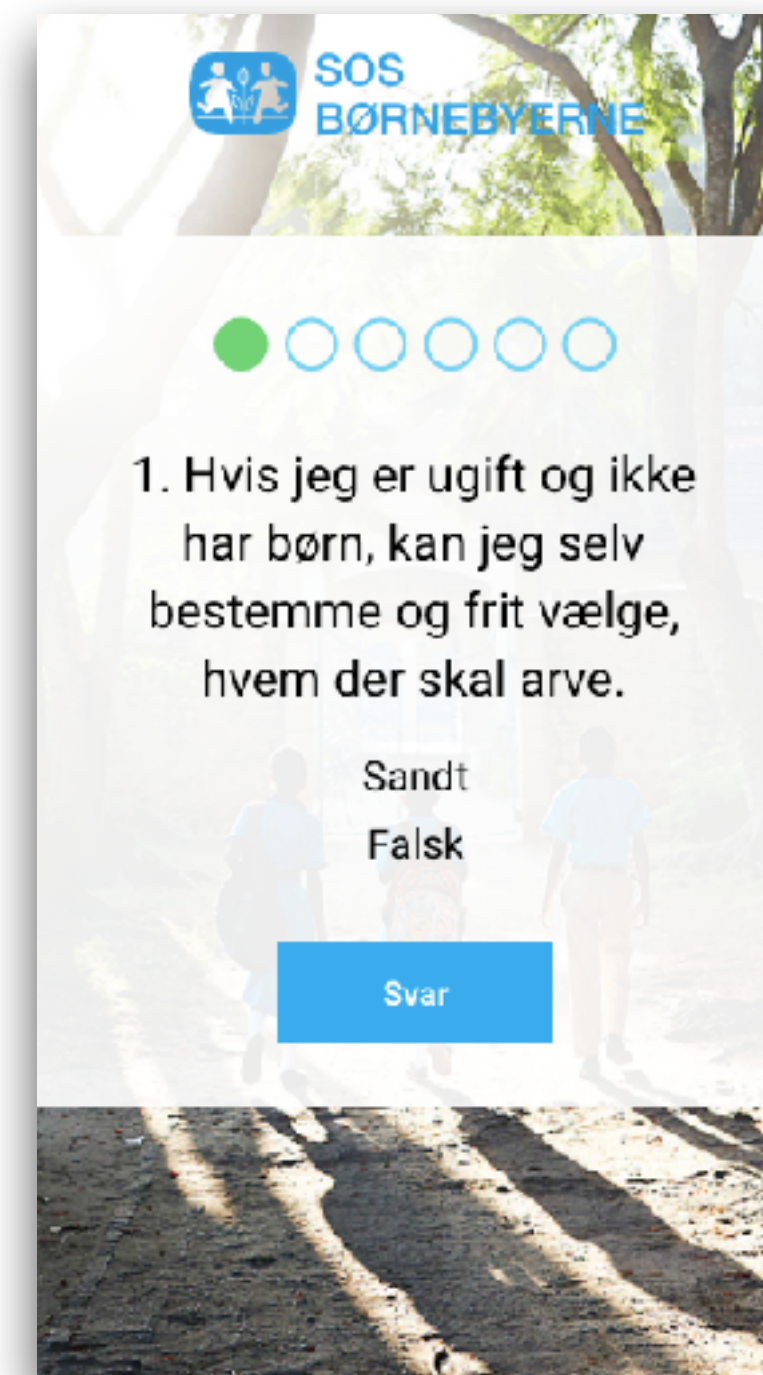 SOS
BØRNEBYERNE
1. Hvis jeg er ugift og ikke
har børn, kan jeg selv
bestemme og frit vælge,
hvem der skal arve.
Sandt
Falsk
Svar